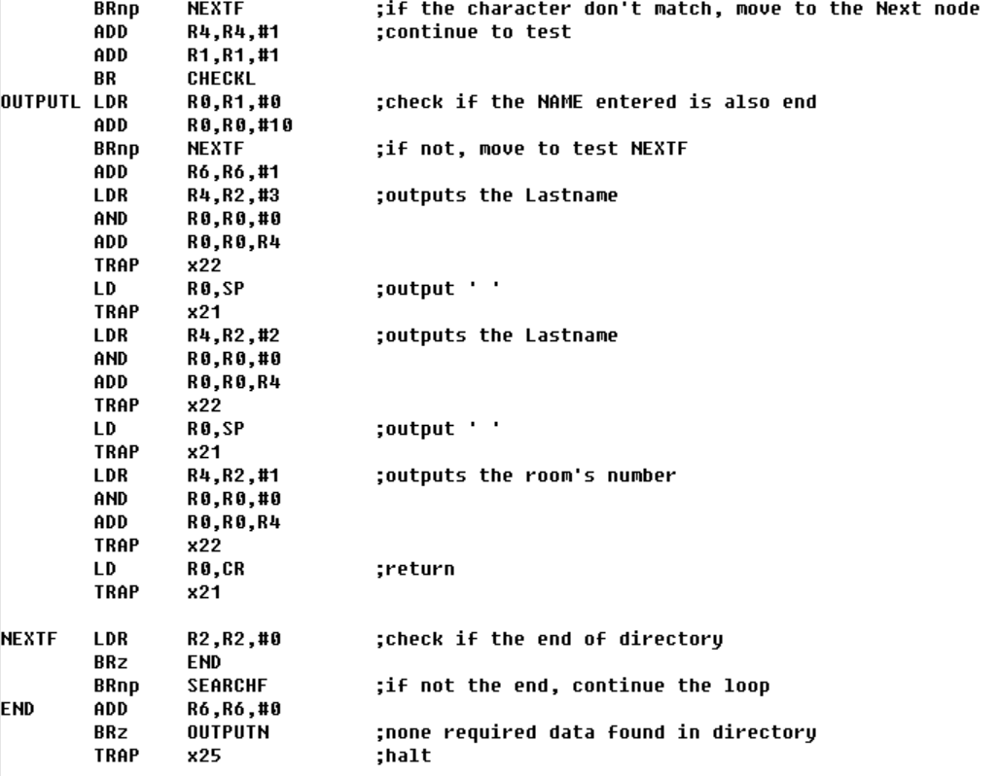 BRnp NEXTF ;if the character don't match, move to the Next node
ADD R4,R4,#1 ;continue to test
ADD R1,R1,#1
BR CHECKL
OUTPUTL LDR R0,R1,#0 ;check if the NAME entered is also end
ADD R0,R0,#10
BRnp NEXTF ;if not, move to test NEXTF
ADD R6,R6,#1
LDR R4,R2,#3 ;outputs the Lastname
AND R0,R0,#0
ADD R0,R0,R4
TRAP x22
LD R0,SP ;output ' '
TRAP x21
LDR R4,R2,#2 ;outputs the Lastname
AND R0,R0,#0
ADD R0,R0,R4
TRAP x22
LD R0,SP ;output ' '
TRAP x21
LDR R4,R2,#1 ;outputs the room's number
AND R0,R0,#0
ADD R0,R0,R4
TRAP x22
LD R0,CR ;return
TRAP x21
NEXTF LDR R2,R2,#0 ;check if the end of directory
BRz END
BRnp SEARCHF ;if not the end, continue the loop
END ADD R6,R6,#0
BRz OUTPUTN ;none required data found in directory
TRAP x25 ;halt